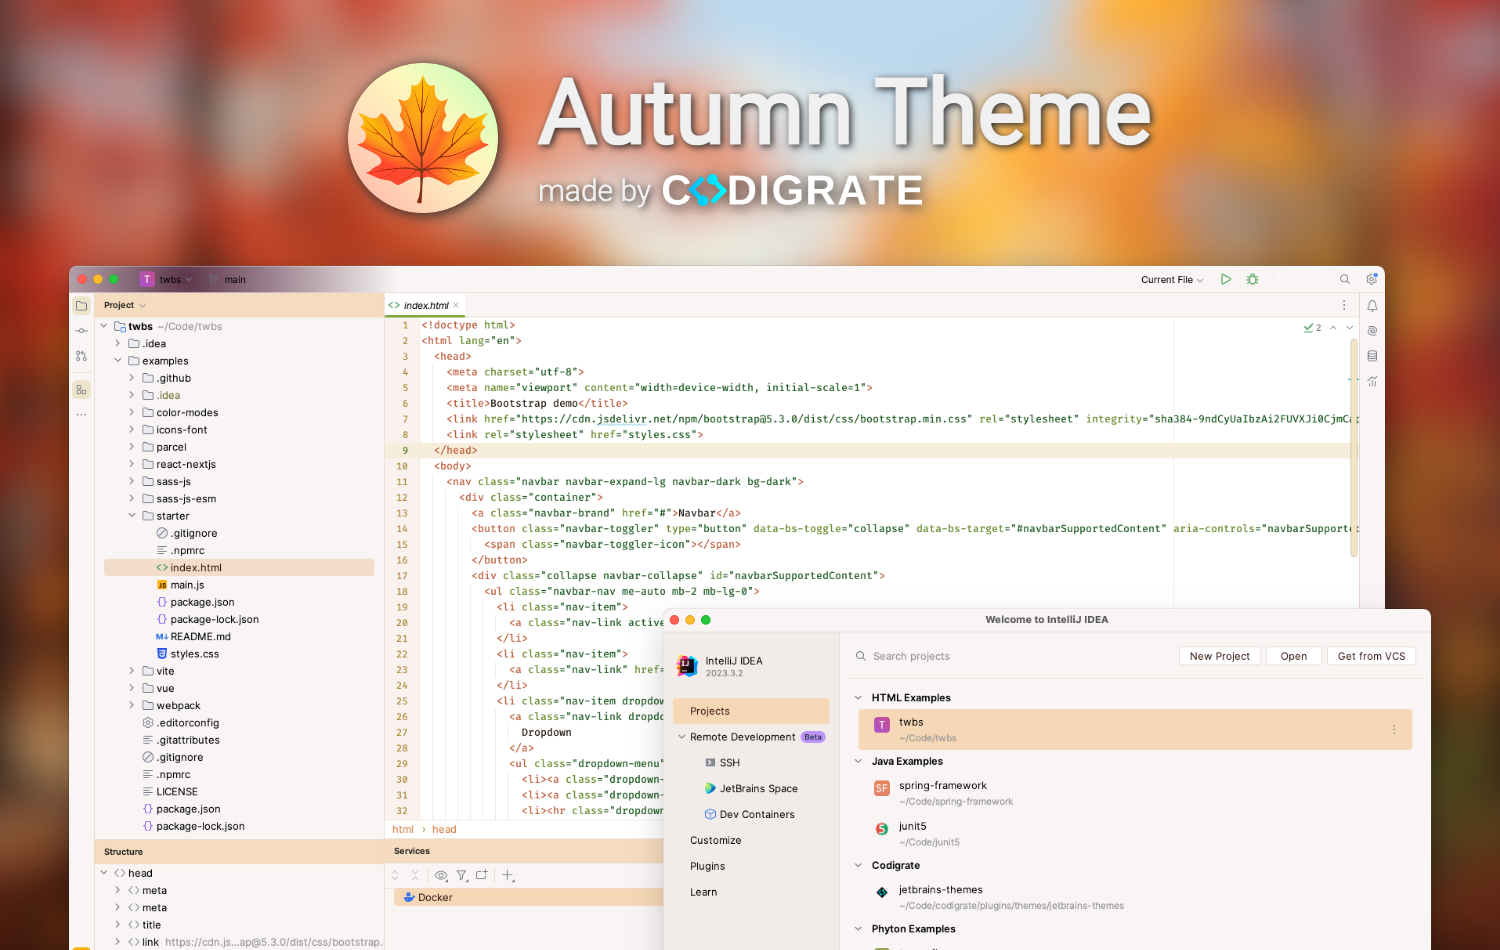 Autumn Theme
made by CODIGRATE
T twbs main
Current File
Project
index.html
twbs ~/Code/twbs
.idea
examples
.github
.idea
color-modes
icons-font
parcel
react-nextjs
sass-js
sass-js-esm
starter
.gitignore
.npmrc
index.html
JS main.js
package.json
package-lock.json
M↓ README.md
styles.css
vite
vue
webpack
.editorconfig
.gitattributes
.gitignore
.npmrc
LICENSE
package.json
package-lock.json
2
1 <!doctype html>
2 <html lang="en">
3 <head>
4 <meta charset="utf-8">
5 <meta name="viewport" content="width=device-width, initial-scale=1">
6 <title>Bootstrap demo</title>
7 <link href="https://cdn.jsdelivr.net/npm/bootstrap@5.3.0/dist/css/bootstrap.min.css" rel="stylesheet" integrity="sha384-9ndCyUaIbzAi2FUVXJi0CjmCap
8 <link rel="stylesheet" href="styles.css">
9 </head>
10 <body>
11 <nav class="navbar navbar-expand-lg navbar-dark bg-dark">
12 <div class="container">
13 <a class="navbar-brand" href="#">Navbar</a>
14 <button class="navbar-toggler" type="button" data-bs-toggle="collapse" data-bs-target="#navbarSupportedContent" aria-controls="navbarSupporte
15 <span class="navbar-toggler-icon"></span>
16 </button>
17 <div class="collapse navbar-collapse" id="navbarSupportedContent">
18 <ul class="navbar-nav me-auto mb-2 mb-lg-0">
19 <li class="nav-item">
20 <a class="nav-link active
21 </li>
22 <li class="nav-item">
23 <a class="nav-link" href=
24 </li>
25 <li class="nav-item dropdow
26 <a class="nav-link dropdo
27 Dropdown
28 </a>
29 <ul class="dropdown-menu"
30 <li><a class="dropdown-
31 <li><a class="dropdown-
32 <li><hr class="dropdown
html › head
Structure
head
meta
meta
title
link https://cdn.js...ap@5.3.0/dist/css/bootstrap.
Services
Docker
Welcome to IntelliJ IDEA
IntelliJ IDEA
2023.3.2
Projects
Remote Development Beta
SSH
JetBrains Space
Dev Containers
Customize
Plugins
Learn
Search projects
New Project
Open
Get from VCS
HTML Examples
T twbs
~/Code/twbs
Java Examples
SF spring-framework
~/Code/spring-framework
5 junit5
~/Code/junit5
Codigrate
jetbrains-themes
~/Code/codigrate/plugins/themes/jetbrains-themes
Phyton Examples